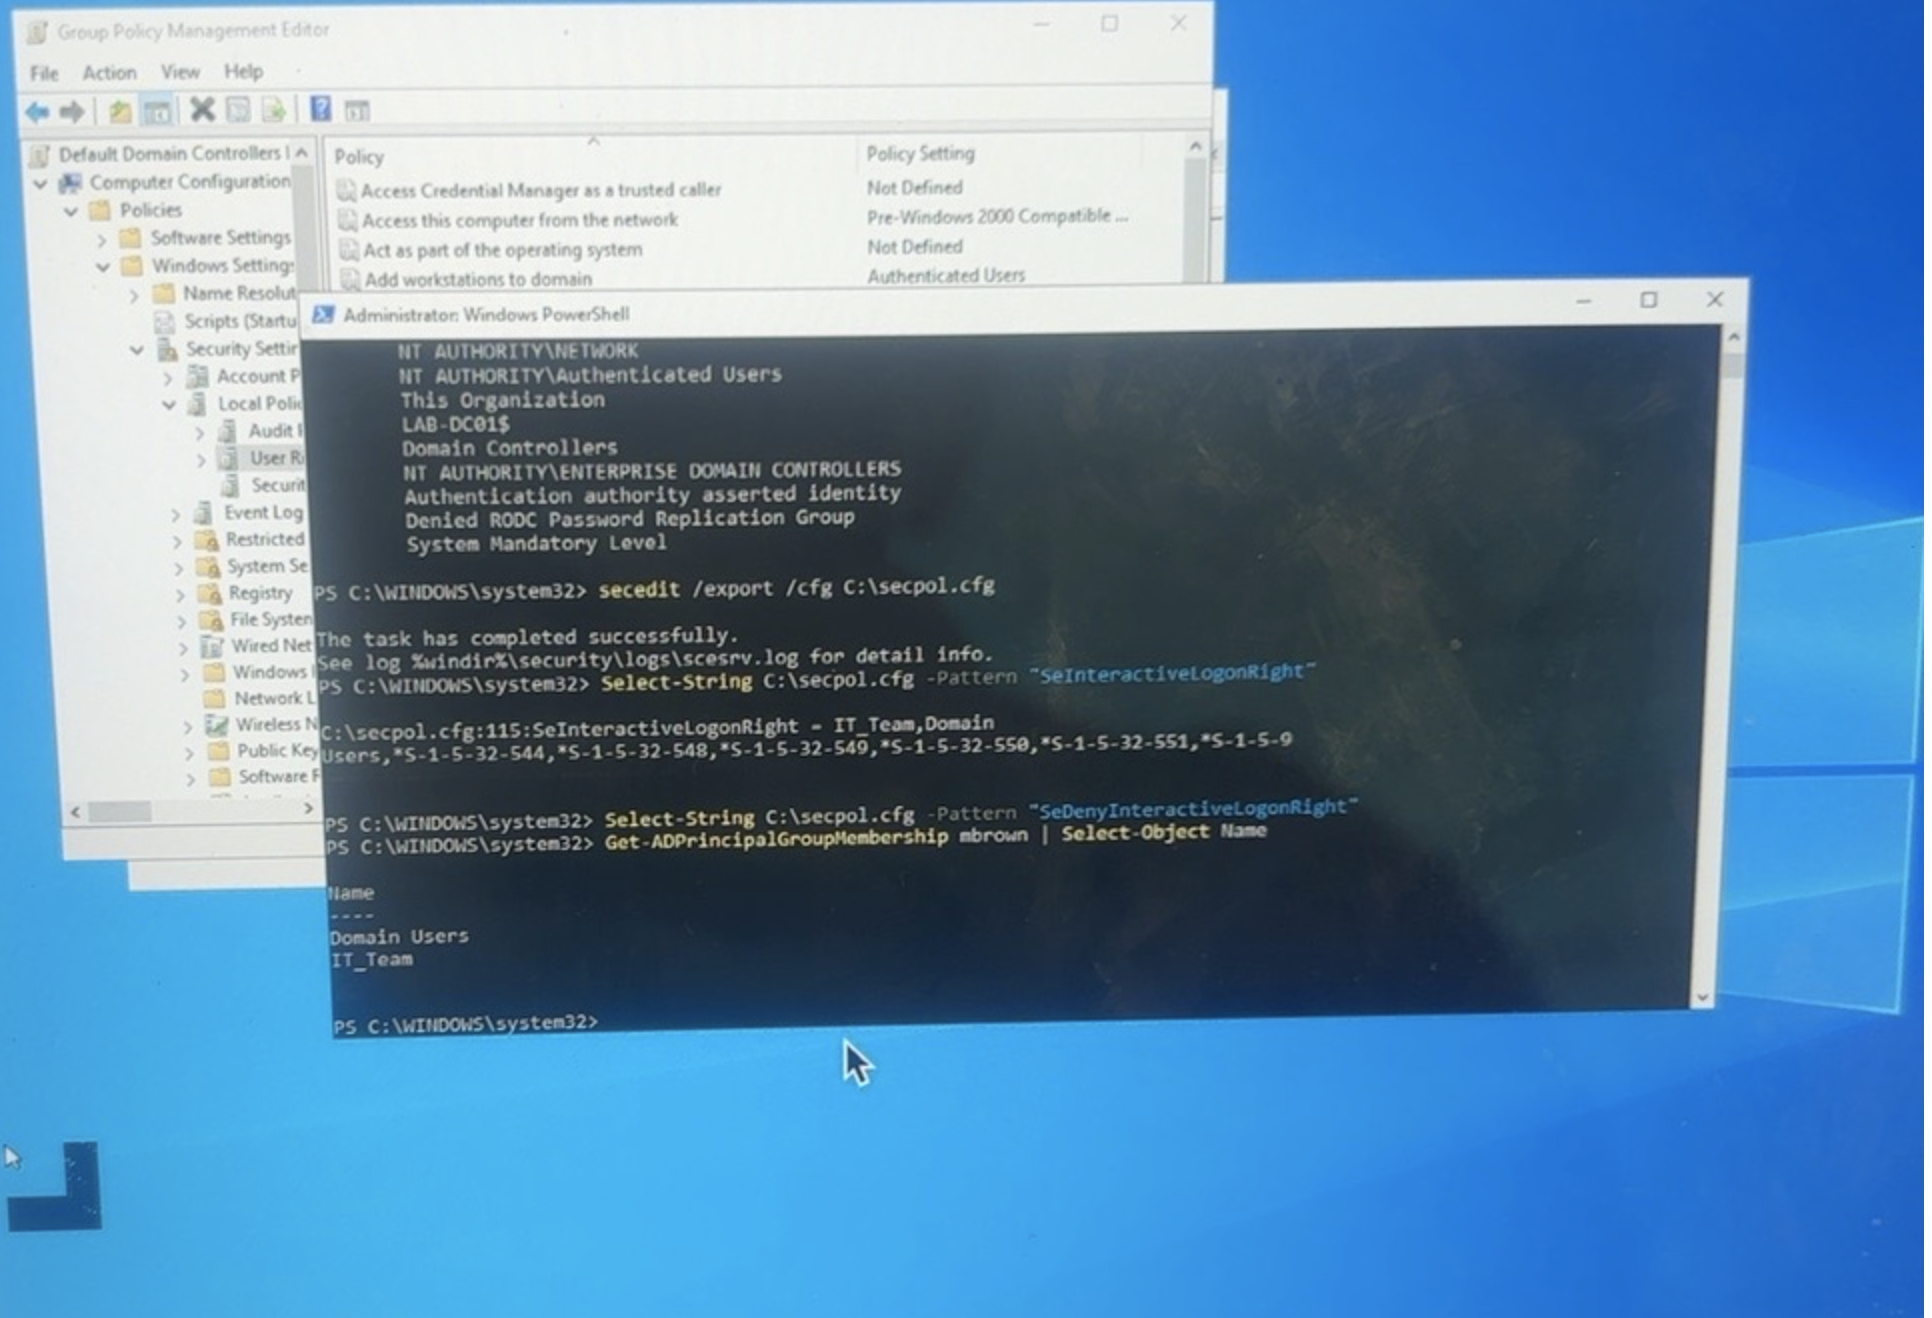 Group Policy Management Editor
File Action View Help
Default Domain Controllers
Computer Configuration
Policies
Software Settings
Windows Setting
Name Resolut
Scripts (Startu
Security Settir
Account P
Local Polic
Audit
User Ri
Securit
Event Log
Restricted
System Se
Registry
File System
Wired Net
Windows
Network L
Wireless N
Public Key
Software F
Policy Policy Setting
Access Credential Manager as a trusted caller Not Defined
Access this computer from the network Pre-Windows 2000 Compatible ...
Act as part of the operating system Not Defined
Add workstations to domain Authenticated Users
Administrator: Windows PowerShell
NT AUTHORITY\NETWORK
NT AUTHORITY\Authenticated Users
This Organization
LAB-DC01$
Domain Controllers
NT AUTHORITY\ENTERPRISE DOMAIN CONTROLLERS
Authentication authority asserted identity
Denied RODC Password Replication Group
System Mandatory Level
PS C:\WINDOWS\system32> secedit /export /cfg C:\secpol.cfg
The task has completed successfully.
See log %windir%\security\logs\scesrv.log for detail info.
PS C:\WINDOWS\system32> Select-String C:\secpol.cfg -Pattern "SeInteractiveLogonRight"
C:\secpol.cfg:115:SeInteractiveLogonRight = IT_Team,Domain
Users,*S-1-5-32-544,*S-1-5-32-548,*S-1-5-32-549,*S-1-5-32-550,*S-1-5-32-551,*S-1-5-9
PS C:\WINDOWS\system32> Select-String C:\secpol.cfg -Pattern "SeDenyInteractiveLogonRight"
PS C:\WINDOWS\system32> Get-ADPrincipalGroupMembership mbrown | Select-Object Name
Name
----
Domain Users
IT_Team
PS C:\WINDOWS\system32>